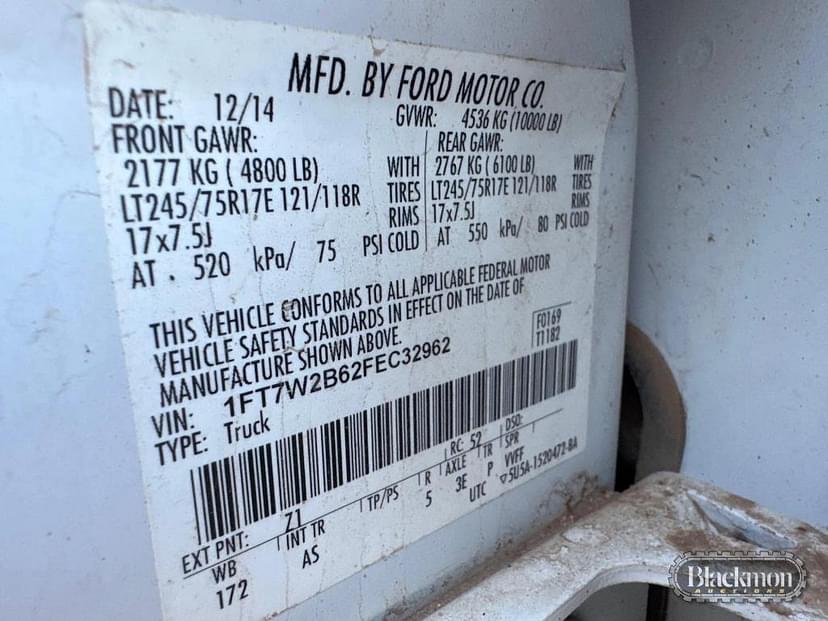 MFD. BY FORD MOTOR CO.
DATE: 12/14 GVWR: 4536 KG (10000 LB)
FRONT GAWR: REAR GAWR:
2177 KG ( 4800 LB) WITH 2767 KG (6100 LB) WITH
LT245/75R17E 121/118R TIRES LT245/75R17E 121/118R TIRES
17x7.5J RIMS 17x7.5J RIMS
AT . 520 kPa/ 75 PSI COLD AT 550 kPa/ 80 PSI COLD
THIS VEHICLE CONFORMS TO ALL APPLICABLE FEDERAL MOTOR
VEHICLE SAFETY STANDARDS IN EFFECT ON THE DATE OF
MANUFACTURE SHOWN ABOVE.
F0169
T1182
VIN: 1FT7W2B62FEC32962
TYPE: Truck
EXT PNT: Z1 RC: 52 DSO:
WB INT TR TP/PS R AXLE TR SPR
172 AS 5 3E P VVFF
UTC ▽5U5A-1520472-BA
Blackmon
AUCTIONS